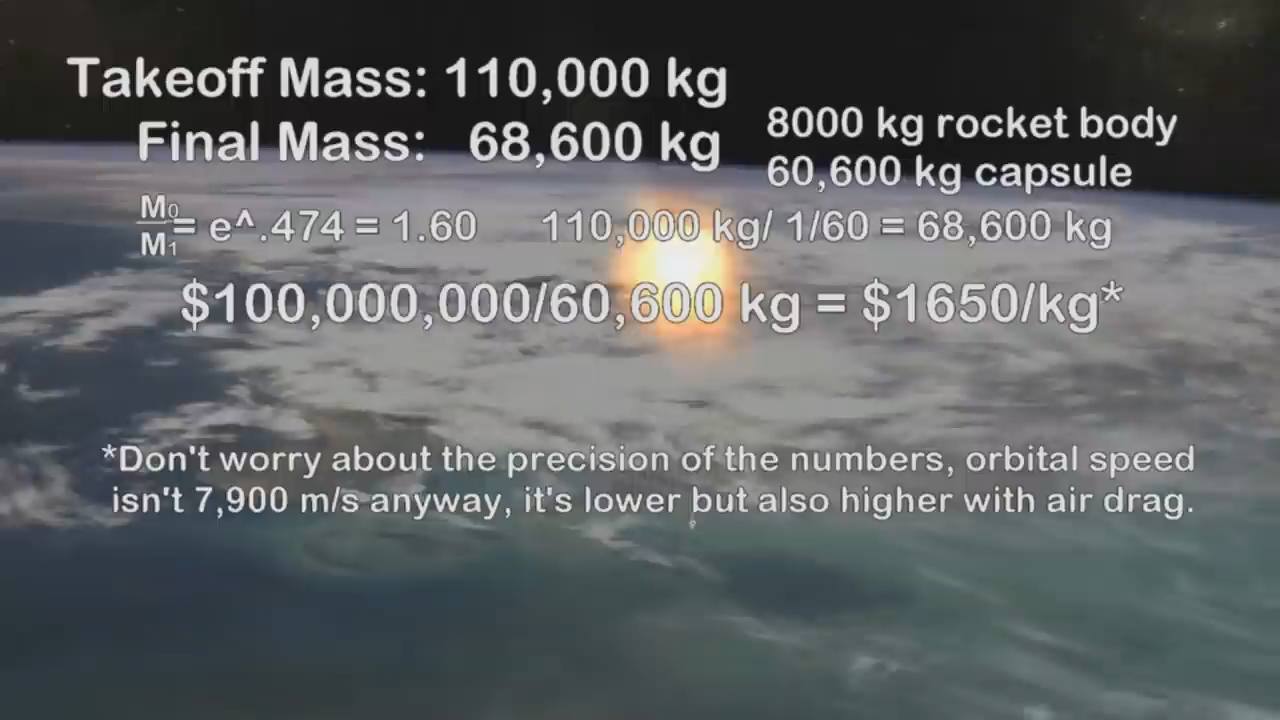 Takeoff Mass: 110,000 kg
Final Mass: 68,600 kg
8000 kg rocket body
60,600 kg capsule
M₀/M₁ = e^.474 = 1.60 110,000 kg/ 1/60 = 68,600 kg
$100,000,000/60,600 kg = $1650/kg*
*Don't worry about the precision of the numbers, orbital speed
isn't 7,900 m/s anyway, it's lower but also higher with air drag.